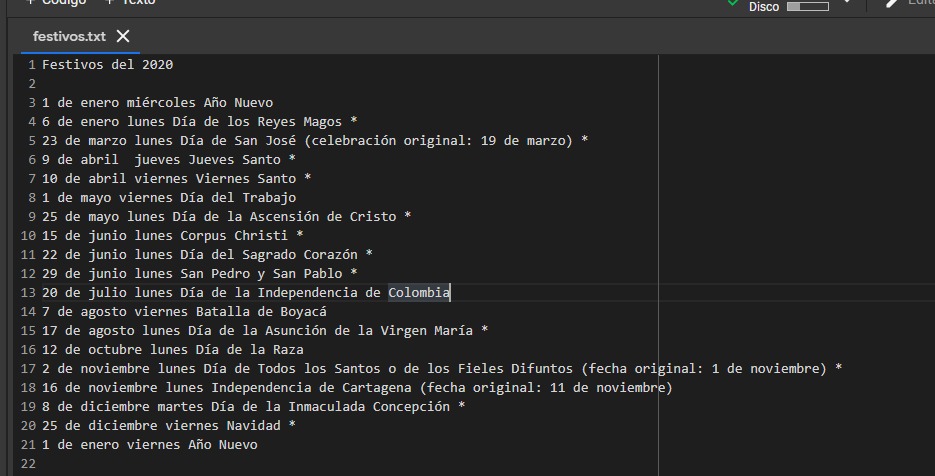 + Código + Texto
Disco
festivos.txt
1 Festivos del 2020
2
3 1 de enero miércoles Año Nuevo
4 6 de enero lunes Día de los Reyes Magos *
5 23 de marzo lunes Día de San José (celebración original: 19 de marzo) *
6 9 de abril  jueves Jueves Santo *
7 10 de abril viernes Viernes Santo *
8 1 de mayo viernes Día del Trabajo
9 25 de mayo lunes Día de la Ascensión de Cristo *
10 15 de junio lunes Corpus Christi *
11 22 de junio lunes Día del Sagrado Corazón *
12 29 de junio lunes San Pedro y San Pablo *
13 20 de julio lunes Día de la Independencia de Colombia
14 7 de agosto viernes Batalla de Boyacá
15 17 de agosto lunes Día de la Asunción de la Virgen María *
16 12 de octubre lunes Día de la Raza
17 2 de noviembre lunes Día de Todos los Santos o de los Fieles Difuntos (fecha original: 1 de noviembre) *
18 16 de noviembre lunes Independencia de Cartagena (fecha original: 11 de noviembre)
19 8 de diciembre martes Día de la Inmaculada Concepción *
20 25 de diciembre viernes Navidad *
21 1 de enero viernes Año Nuevo
22